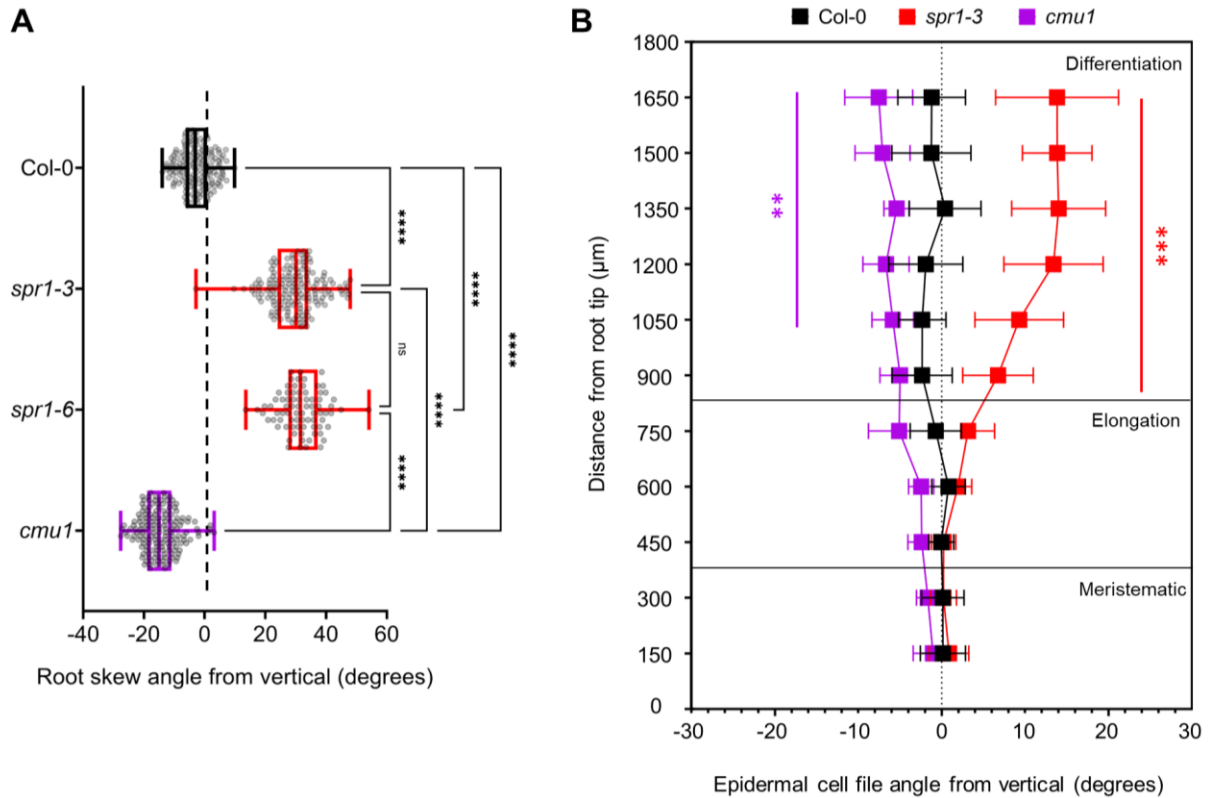 A
Col-0
spr1-3
spr1-6
cmu1
****
ns
****
****
****
****
-40 -20 0 20 40 60
Root skew angle from vertical (degrees)
B
Col-0 spr1-3 cmu1
Distance from root tip (µm)
1800
1650
1500
1350
1200
1050
900
750
600
450
300
150
0
Differentiation
Elongation
Meristematic
**
***
-30 -20 -10 0 10 20 30
Epidermal cell file angle from vertical (degrees)